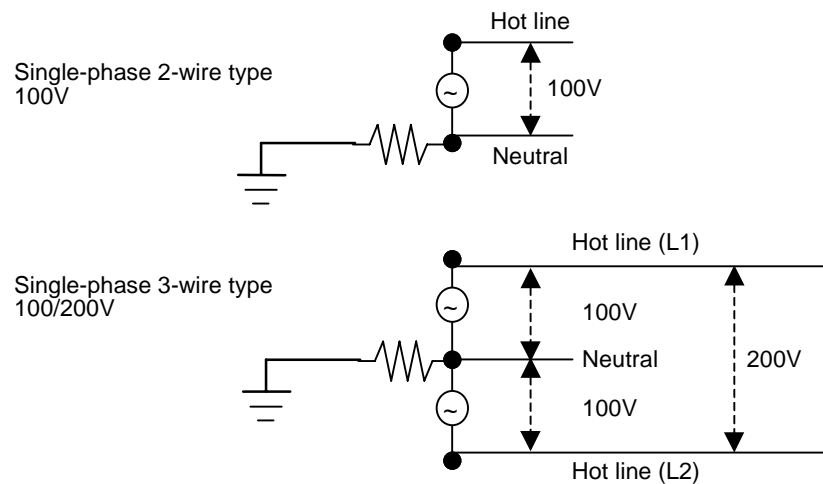 Hot line
Single-phase 2-wire type
100V
~
100V
Neutral
Hot line (L1)
Single-phase 3-wire type
100/200V
~
100V
Neutral
200V
~
100V
Hot line (L2)